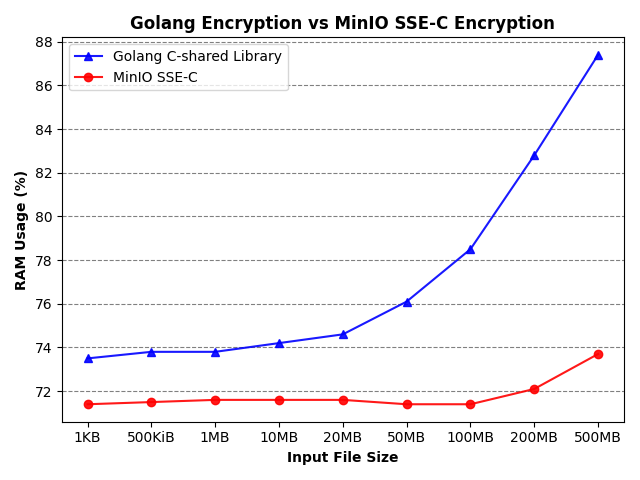 Golang Encryption vs MinIO SSE-C Encryption
Golang C-shared Library
MinIO SSE-C
RAM Usage (%)
88
86
84
82
80
78
76
74
72
1KB 500KiB 1MB 10MB 20MB 50MB 100MB 200MB 500MB
Input File Size